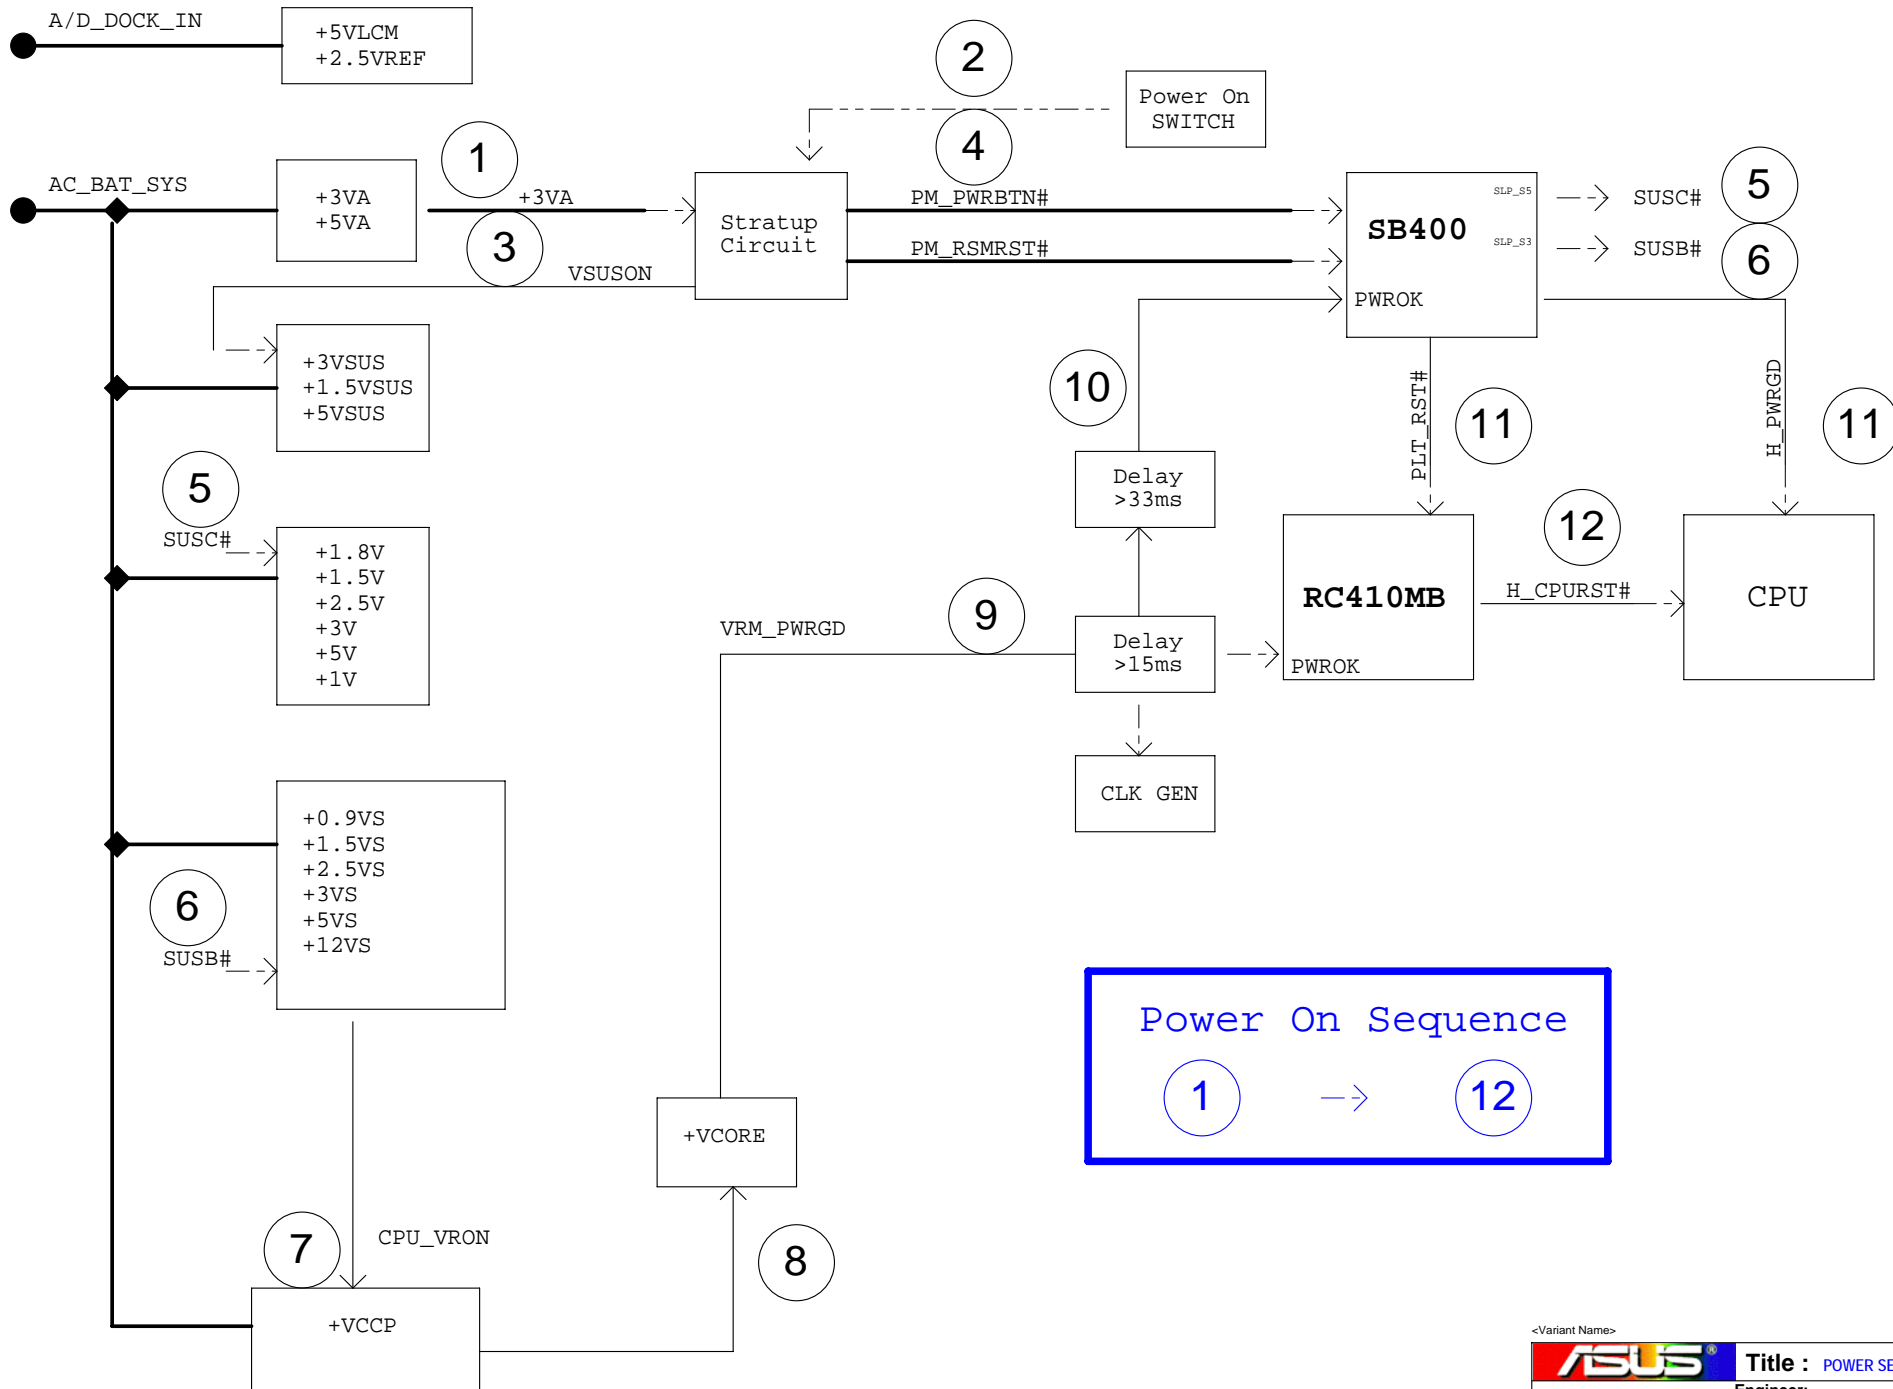 A/D_DOCK_IN
+5VLCM
+2.5VREF
2
Power On
SWITCH
4
1
AC_BAT_SYS
+3VA
+5VA
+3VA
3
VSUSON
Stratup
Circuit
PM_PWRBTN#
PM_RSMRST#
SB400
SLP_S5
SLP_S3
PWROK
SUSC#
5
SUSB#
6
+3VSUS
+1.5VSUS
+5VSUS
10
PLT_RST#
11
H_PWRGD
11
5
SUSC#
+1.8V
+1.5V
+2.5V
+3V
+5V
+1V
Delay
>33ms
9
VRM_PWRGD
Delay
>15ms
RC410MB
PWROK
12
H_CPURST#
CPU
CLK GEN
+0.9VS
+1.5VS
+2.5VS
+3VS
+5VS
+12VS
6
SUSB#
Power On Sequence
1
12
+VCORE
7
CPU_VRON
8
+VCCP
<Variant Name>
ASUS®
Title : POWER SE
Engineer: